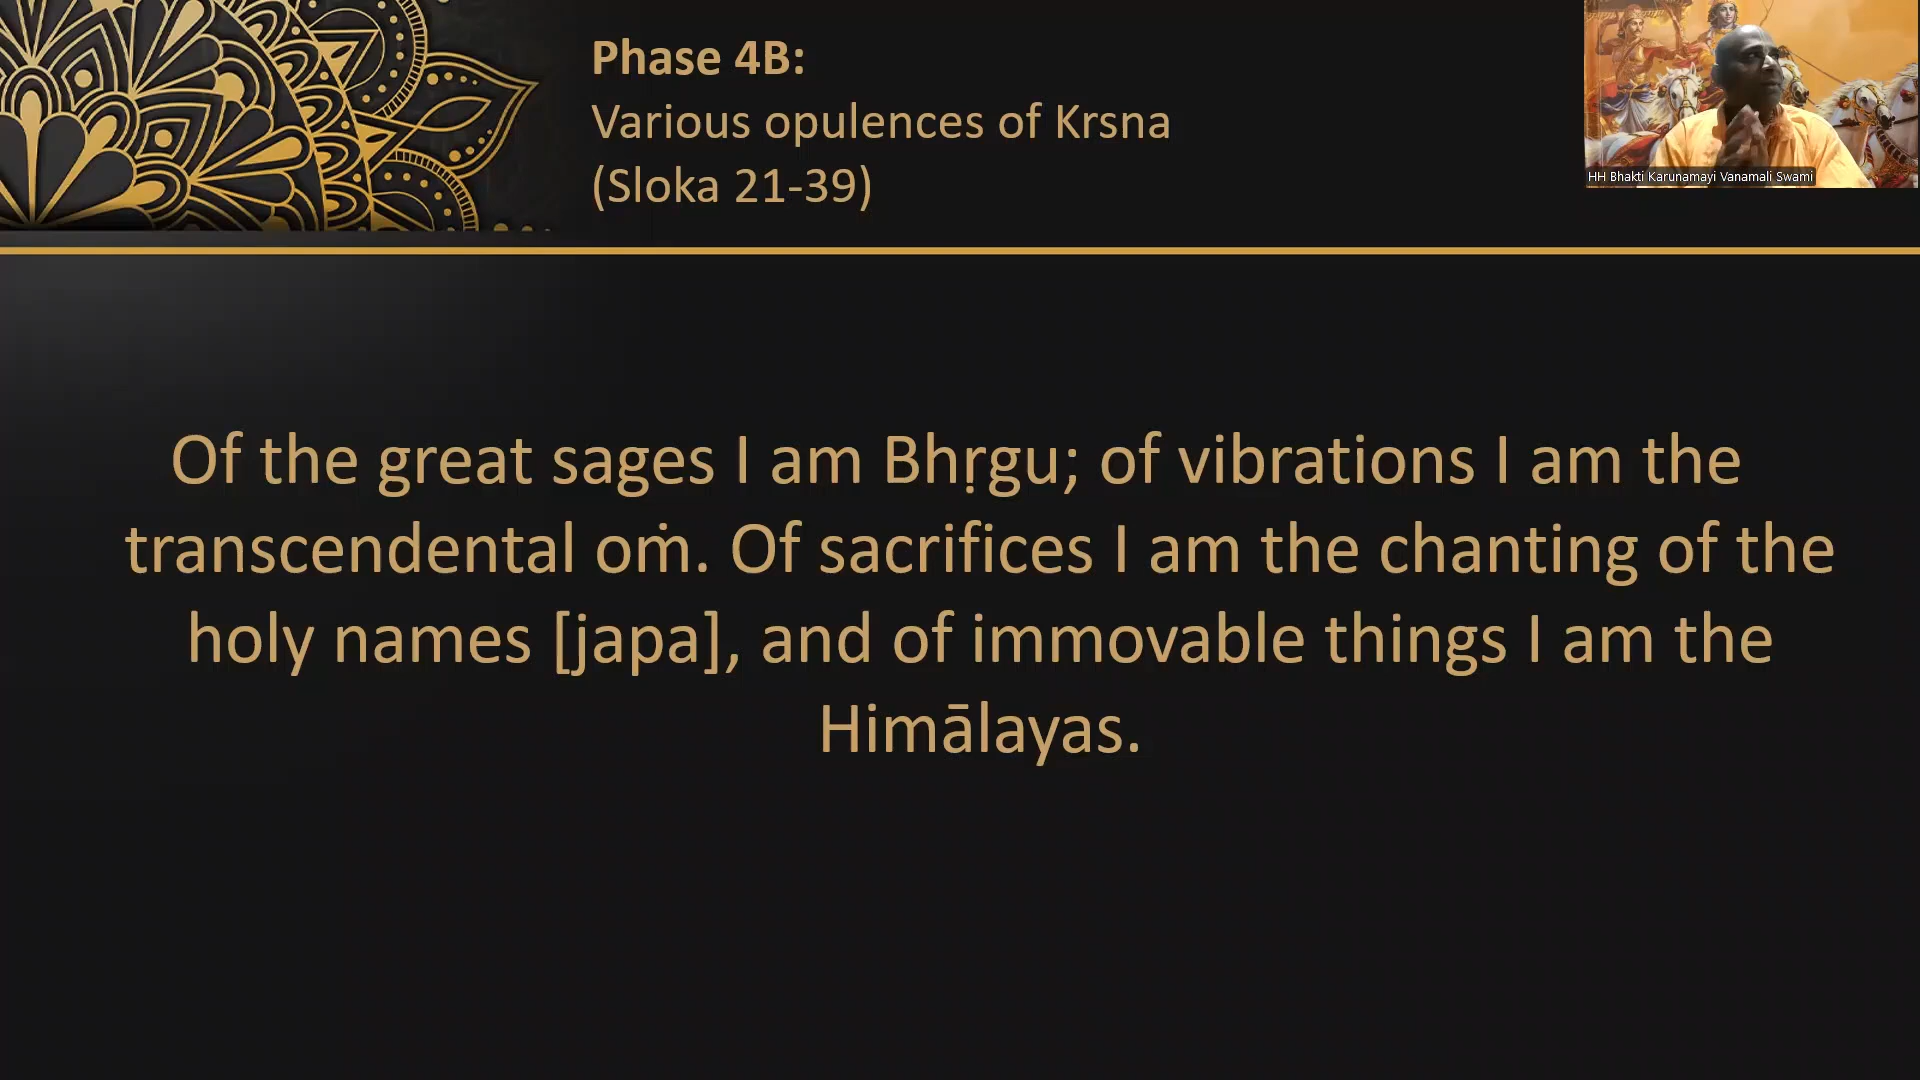 Phase 4B:
Various opulences of Krsna
(Sloka 21-39)
HH Bhakti Karunamayi Vanamali Swami
Of the great sages I am Bhṛgu; of vibrations I am the
transcendental oṁ. Of sacrifices I am the chanting of the
holy names [japa], and of immovable things I am the
Himālayas.